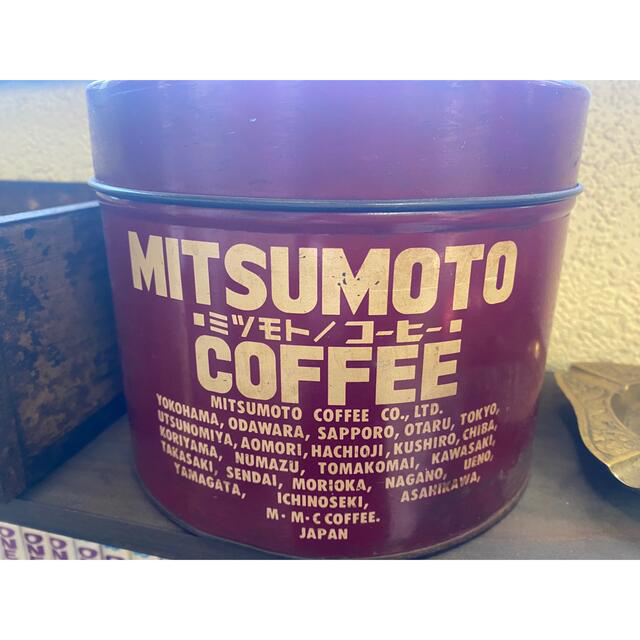 MITSUMOTO
・ミツモトノコーヒー・
COFFEE
MITSUMOTO COFFEE CO., LTD.
YOKOHAMA, ODAWARA, SAPPORO, OTARU, TOKYO,
UTSUNOMIYA, AOMORI, HACHIOJI, KUSHIRO, CHIBA,
KORIYAMA, NUMAZU, TOMAKOMAI, KAWASAKI,
TAKASAKI, SENDAI, MORIOKA, NAGANO, UENO,
YAMAGATA, ICHINOSEKI, ASAHIKAWA,
M・M・C COFFEE.
JAPAN